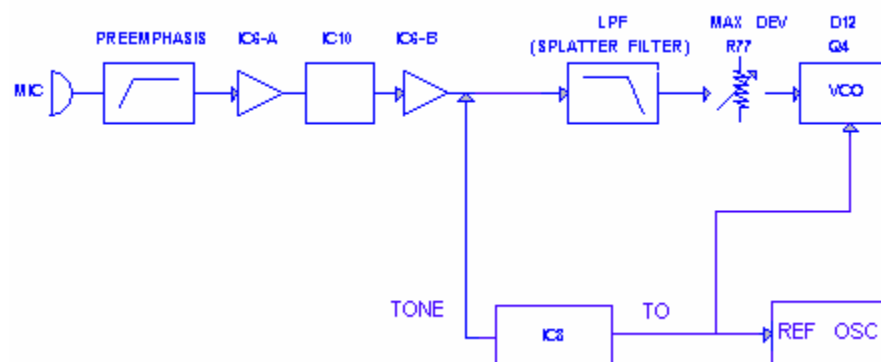 LPF MAX DEV D12
PREEMPHASIS IC6-A IC10 IC6-B (SPLATTER FILTER) R77 Q4
MIC VCO
TONE TO
IC8 REF OSC